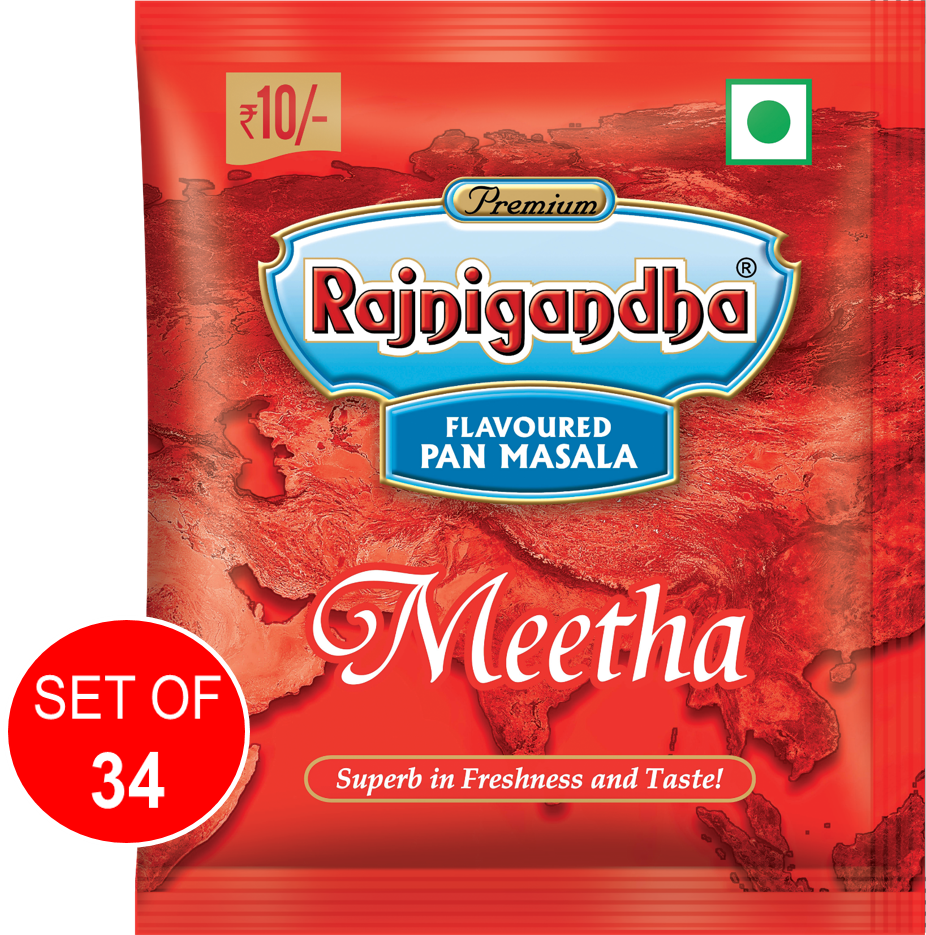 ₹10/-
Premium
Rajnigandha®
FLAVOURED
PAN MASALA
Meetha
SET OF
34
Superb in Freshness and Taste!